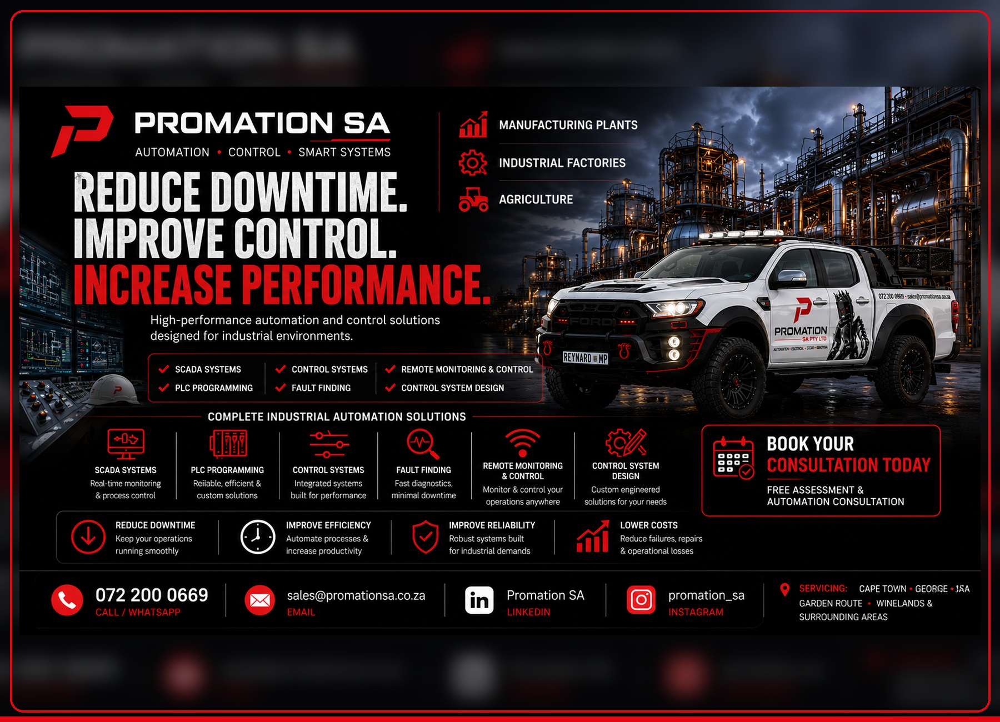 PROMATION SA
AUTOMATION • CONTROL • SMART SYSTEMS
REDUCE DOWNTIME.
IMPROVE CONTROL.
INCREASE PERFORMANCE.
High-performance automation and control solutions
designed for industrial environments.
MANUFACTURING PLANTS
INDUSTRIAL FACTORIES
AGRICULTURE
SCADA SYSTEMS
CONTROL SYSTEMS
REMOTE MONITORING & CONTROL
PLC PROGRAMMING
FAULT FINDING
CONTROL SYSTEM DESIGN
FORD
REYNARD MP
072 200 0669 • sales@promationsa.co.za
PROMATION
SA PTY LTD
COMPLETE INDUSTRIAL AUTOMATION SOLUTIONS
SCADA SYSTEMS
Real-time monitoring
& process control
PLC PROGRAMMING
Reilable, efficient &
custom solutions
CONTROL SYSTEMS
Integrated systems
built for performance
FAULT FINDING
Fast diagnostics,
minimal downtime
REMOTE MONITORING
& CONTROL
Monitor & control your
operations anywhere
CONTROL SYSTEM
DESIGN
Custom engineered
solutions for your needs
BOOK YOUR
CONSULTATION TODAY
FREE ASSESSMENT &
AUTOMATION CONSULTATION
REDUCE DOWNTIME
Keep your operations
running smoothly
IMPROVE EFFICIENCY
Automate processes &
increase productivity
IMPROVE RELIABILITY
Robust systems built
for industrial demands
LOWER COSTS
Reduce failures, repairs
& operational losses
072 200 0669
CALL / WHATSAPP
sales@promationsa.co.za
EMAIL
in
Promation SA
LINKEDIN
promation_sa
INSTAGRAM
SERVICING: CAPE TOWN • GEORGE •
GARDEN ROUTE • WINELANDS &
SURROUNDING AREAS